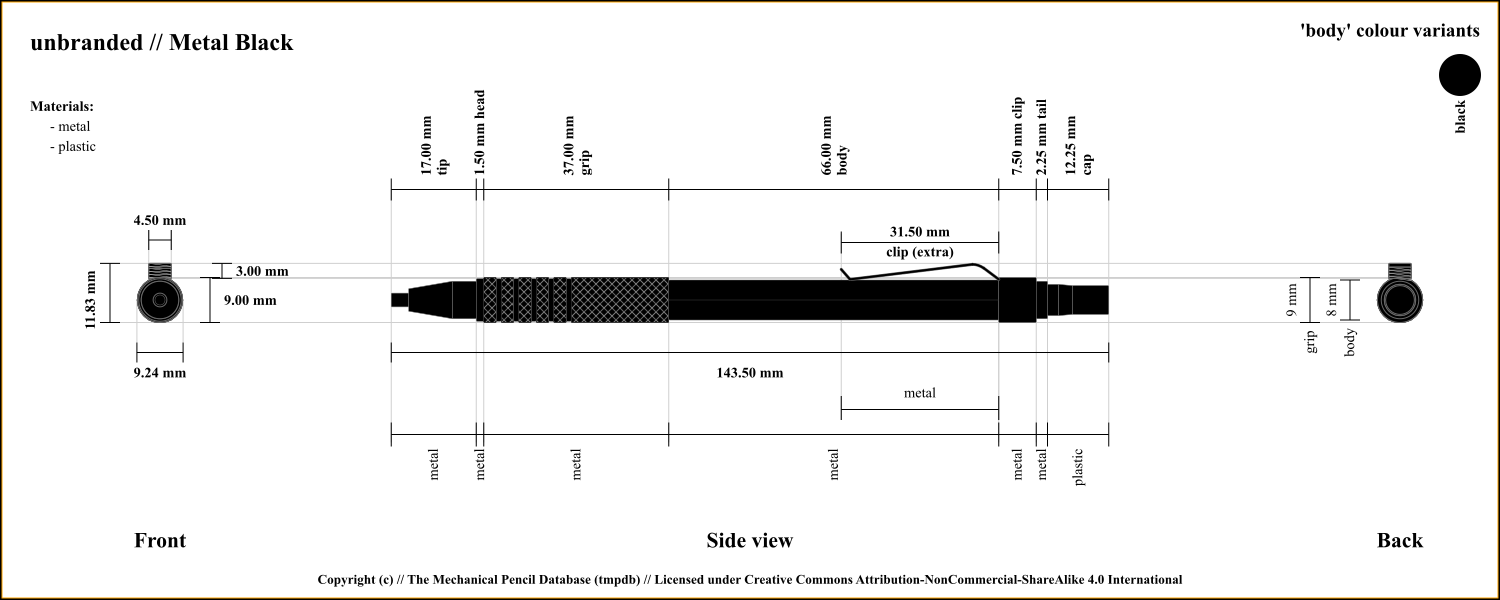 unbranded // Metal Black
'body' colour variants
black
Materials:
- metal
- plastic
17.00 mm
tip
1.50 mm head
37.00 mm
grip
66.00 mm
body
7.50 mm clip
2.25 mm tail
12.25 mm
cap
31.50 mm
clip (extra)
4.50 mm
3.00 mm
11.83 mm
9.00 mm
9.24 mm
9 mm
grip
8 mm
body
143.50 mm
metal
metal
metal
metal
metal
metal
metal
plastic
Front
Side view
Back
Copyright (c) // The Mechanical Pencil Database (tmpdb) // Licensed under Creative Commons Attribution-NonCommercial-ShareAlike 4.0 International